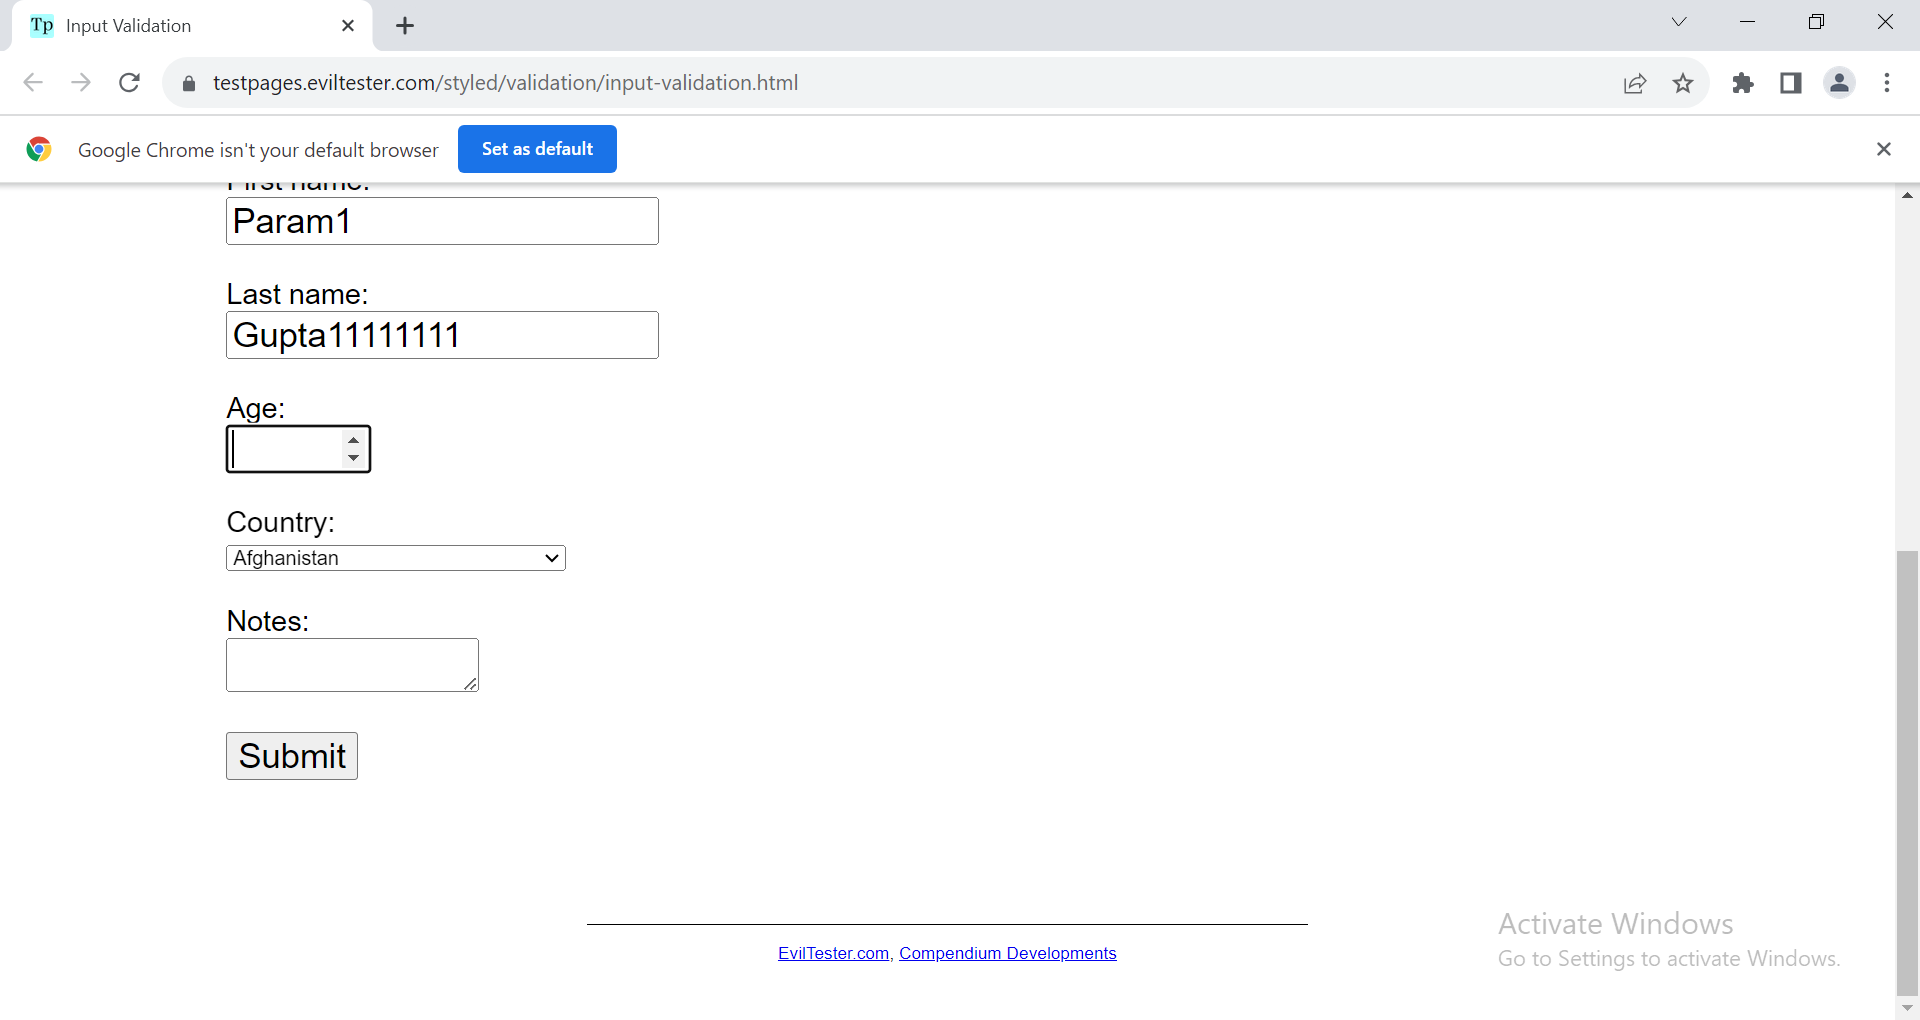 Tp Input Validation
testpages.eviltester.com/styled/validation/input-validation.html
Google Chrome isn't your default browser Set as default
First name:
Param1
Last name:
Gupta11111111
Age:
Country:
Afghanistan
Notes:
Submit
EvilTester.com, Compendium Developments
Activate Windows
Go to Settings to activate Windows.